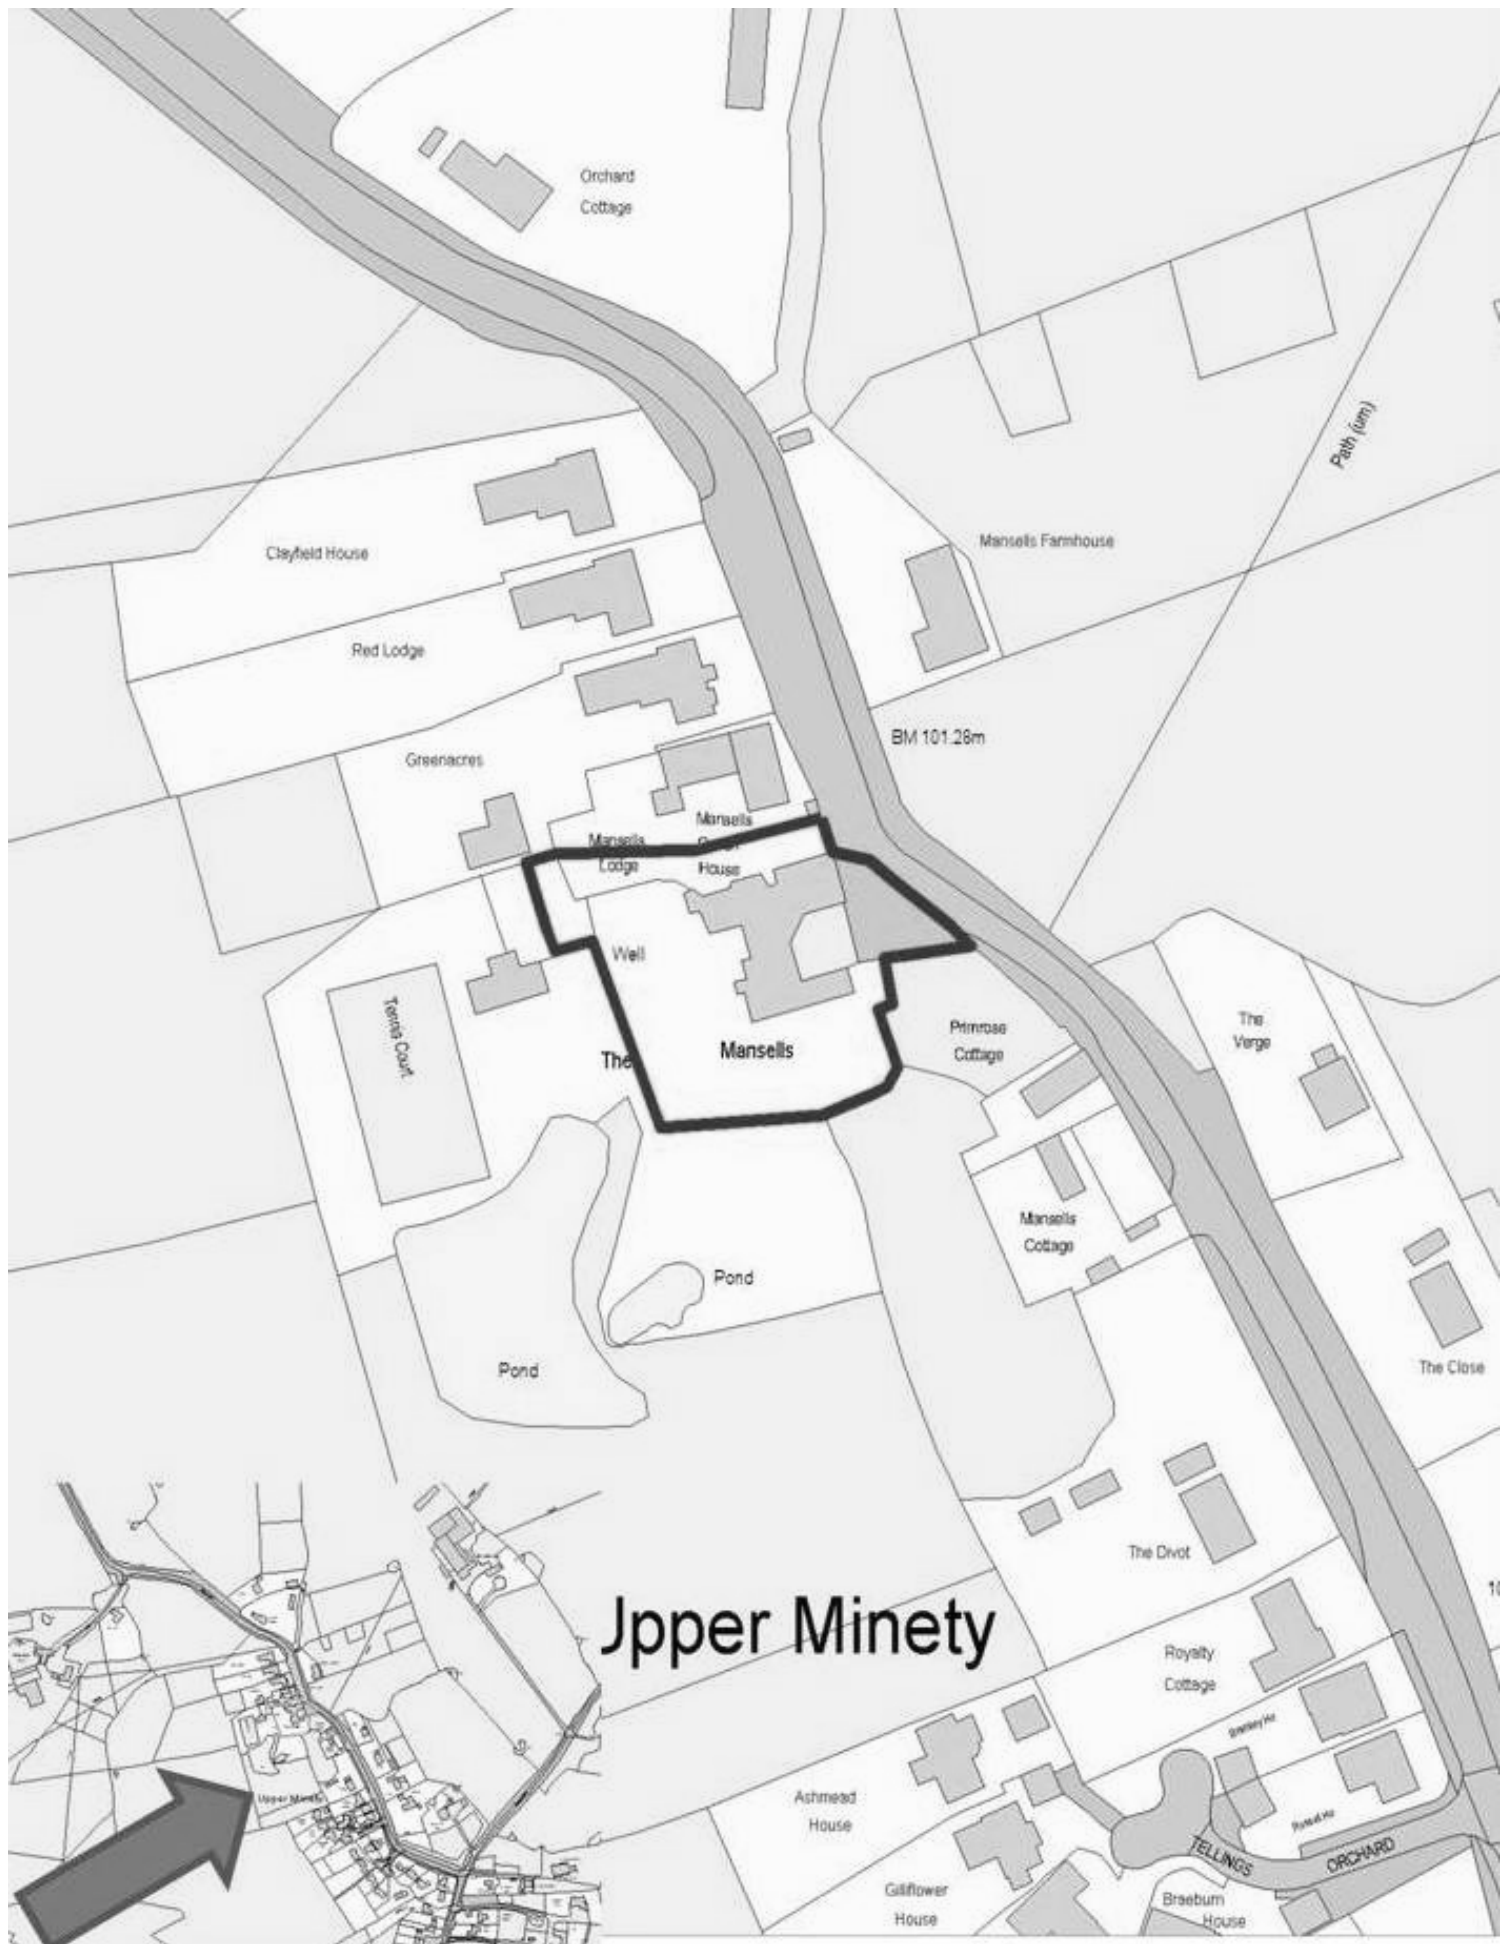 Orchard
Cottage
Path (um)
Mansells Farmhouse
Clayfield House
Red Lodge
BM 101.28m
Greenacres
Mansells
House
Mansells
Lodge
Well
Tennis Court
The
Mansells
Primrose
Cottage
The
Verge
Mansells
Cottage
Pond
Pond
The Close
The Divot
Jpper Minety
Royalty
Cottage
Upper Minety
Ashmead
House
TELLINGS ORCHARD
Gilliflower
House
Braeburn
House
10